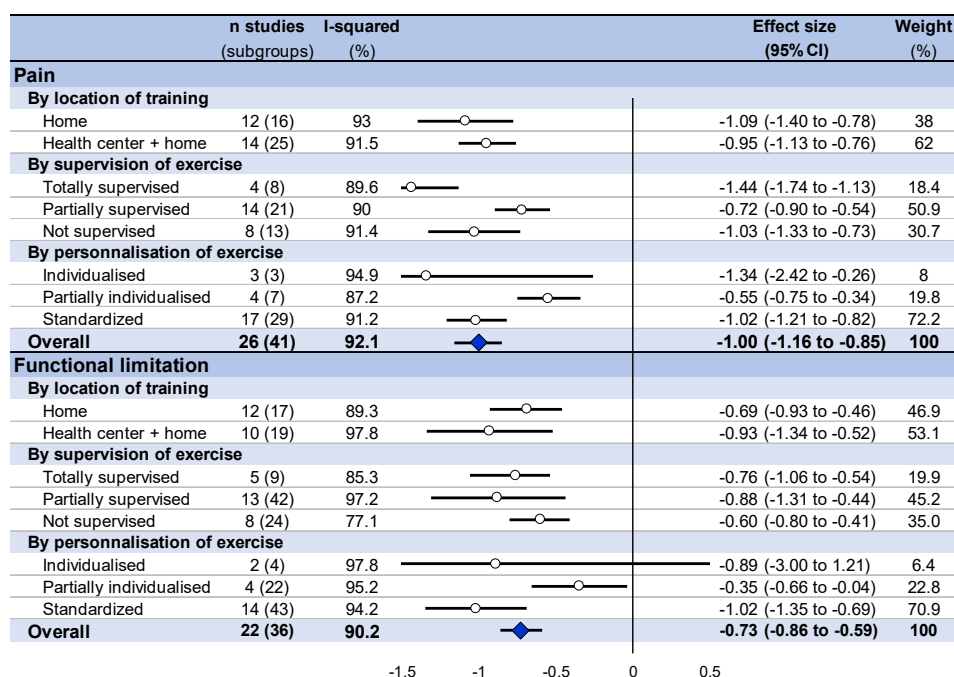 n studies I-squared Effect size Weight
(subgroups) (%) (95% CI) (%)
Pain
By location of training
Home 12 (16) 93 -1.09 (-1.40 to -0.78) 38
Health center + home 14 (25) 91.5 -0.95 (-1.13 to -0.76) 62
By supervision of exercise
Totally supervised 4 (8) 89.6 -1.44 (-1.74 to -1.13) 18.4
Partially supervised 14 (21) 90 -0.72 (-0.90 to -0.54) 50.9
Not supervised 8 (13) 91.4 -1.03 (-1.33 to -0.73) 30.7
By personnalisation of exercise
Individualised 3 (3) 94.9 -1.34 (-2.42 to -0.26) 8
Partially individualised 4 (7) 87.2 -0.55 (-0.75 to -0.34) 19.8
Standardized 17 (29) 91.2 -1.02 (-1.21 to -0.82) 72.2
Overall 26 (41) 92.1 -1.00 (-1.16 to -0.85) 100
Functional limitation
By location of training
Home 12 (17) 89.3 -0.69 (-0.93 to -0.46) 46.9
Health center + home 10 (19) 97.8 -0.93 (-1.34 to -0.52) 53.1
By supervision of exercise
Totally supervised 5 (9) 85.3 -0.76 (-1.06 to -0.54) 19.9
Partially supervised 13 (42) 97.2 -0.88 (-1.31 to -0.44) 45.2
Not supervised 8 (24) 77.1 -0.60 (-0.80 to -0.41) 35.0
By personnalisation of exercise
Individualised 2 (4) 97.8 -0.89 (-3.00 to 1.21) 6.4
Partially individualised 4 (22) 95.2 -0.35 (-0.66 to -0.04) 22.8
Standardized 14 (43) 94.2 -1.02 (-1.35 to -0.69) 70.9
Overall 22 (36) 90.2 -0.73 (-0.86 to -0.59) 100
-1.5 -1 -0.5 0 0.5